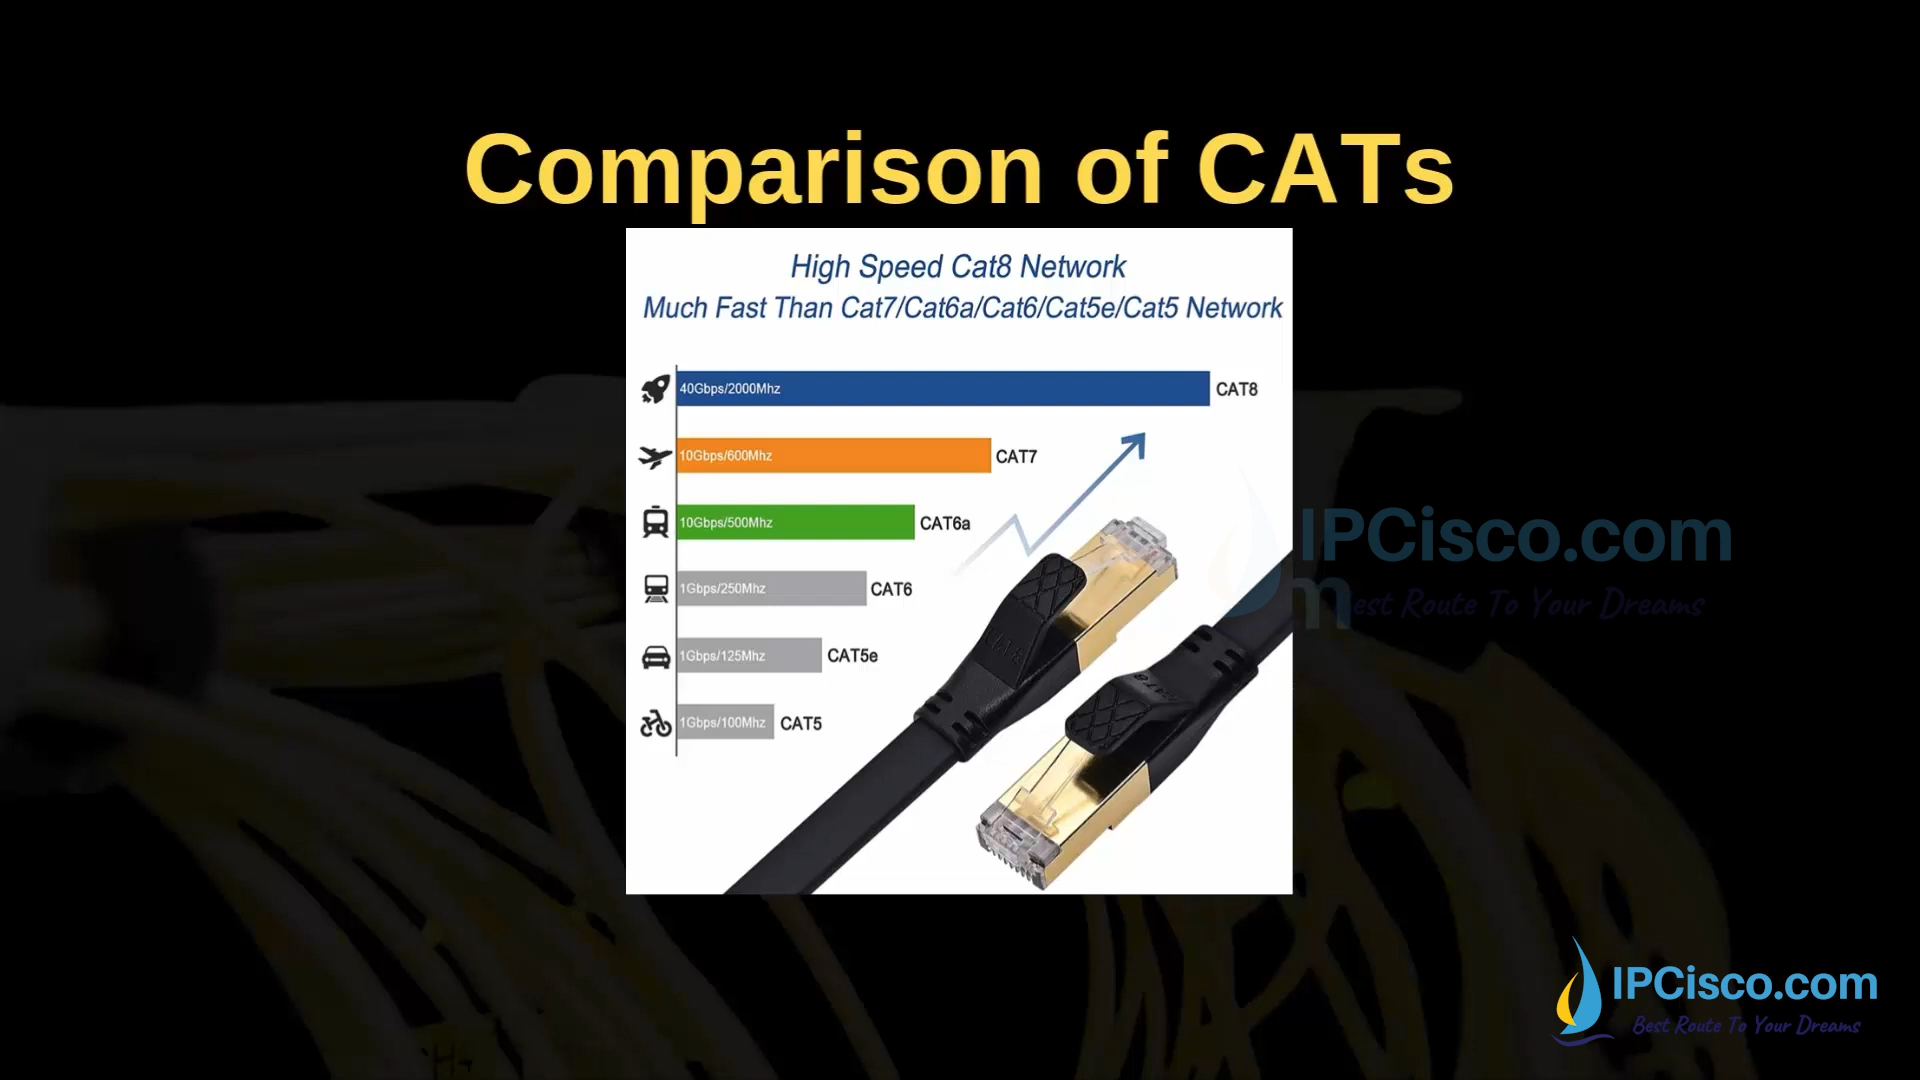 Comparison of CATs
High Speed Cat8 Network
Much Fast Than Cat7/Cat6a/Cat6/Cat5e/Cat5 Network
40Gbps/2000Mhz CAT8
10Gbps/600Mhz CAT7
10Gbps/500Mhz CAT6a
1Gbps/250Mhz CAT6
1Gbps/125Mhz CAT5e
1Gbps/100Mhz CAT5
IPCisco.com
m
Best Route To Your Dreams
CAT8
IPCisco.com
Best Route To Your Dreams